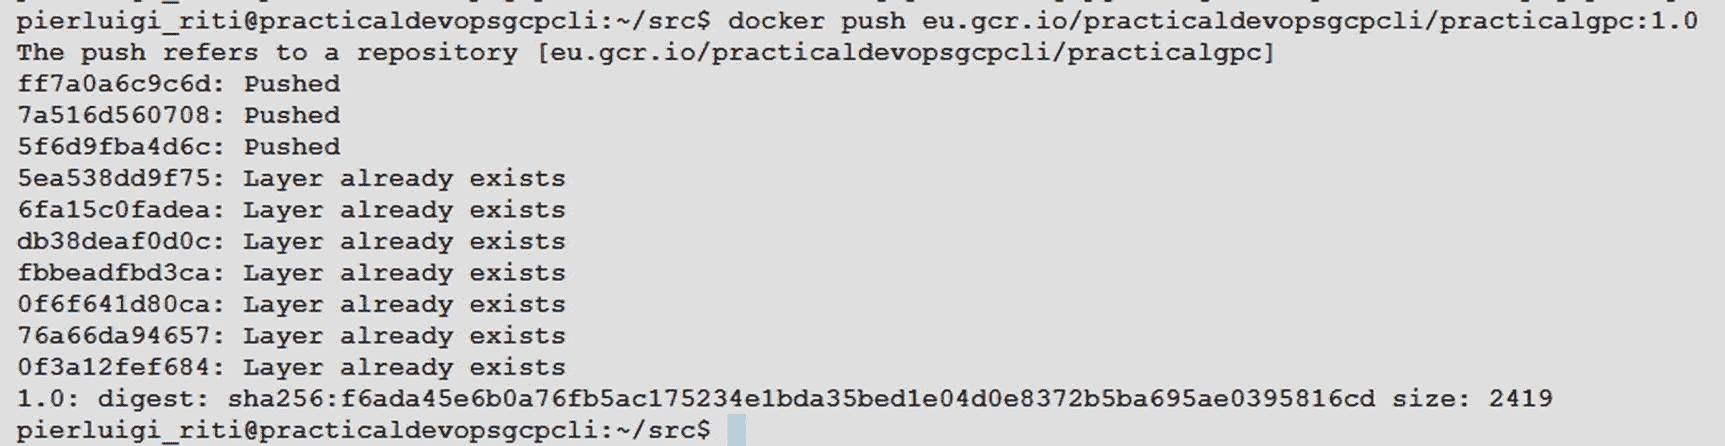 pierluigi_riti@practicaldevopsgcpcli:~/src$ docker push eu.gcr.io/practicaldevopsgcpcli/practicalgpc:1.0
The push refers to a repository [eu.gcr.io/practicaldevopsgcpcli/practicalgpc]
ff7a0a6c9c6d: Pushed
7a516d560708: Pushed
5f6d9fba4d6c: Pushed
5ea538dd9f75: Layer already exists
6fa15c0fadea: Layer already exists
db38deaf0d0c: Layer already exists
fbbeadfbd3ca: Layer already exists
0f6f641d80ca: Layer already exists
76a66da94657: Layer already exists
0f3a12fef684: Layer already exists
1.0: digest: sha256:f6ada45e6b0a76fb5ac175234e1bda35bed1e04d0e8372b5ba695ae0395816cd size: 2419
pierluigi_riti@practicaldevopsgcpcli:~/src$